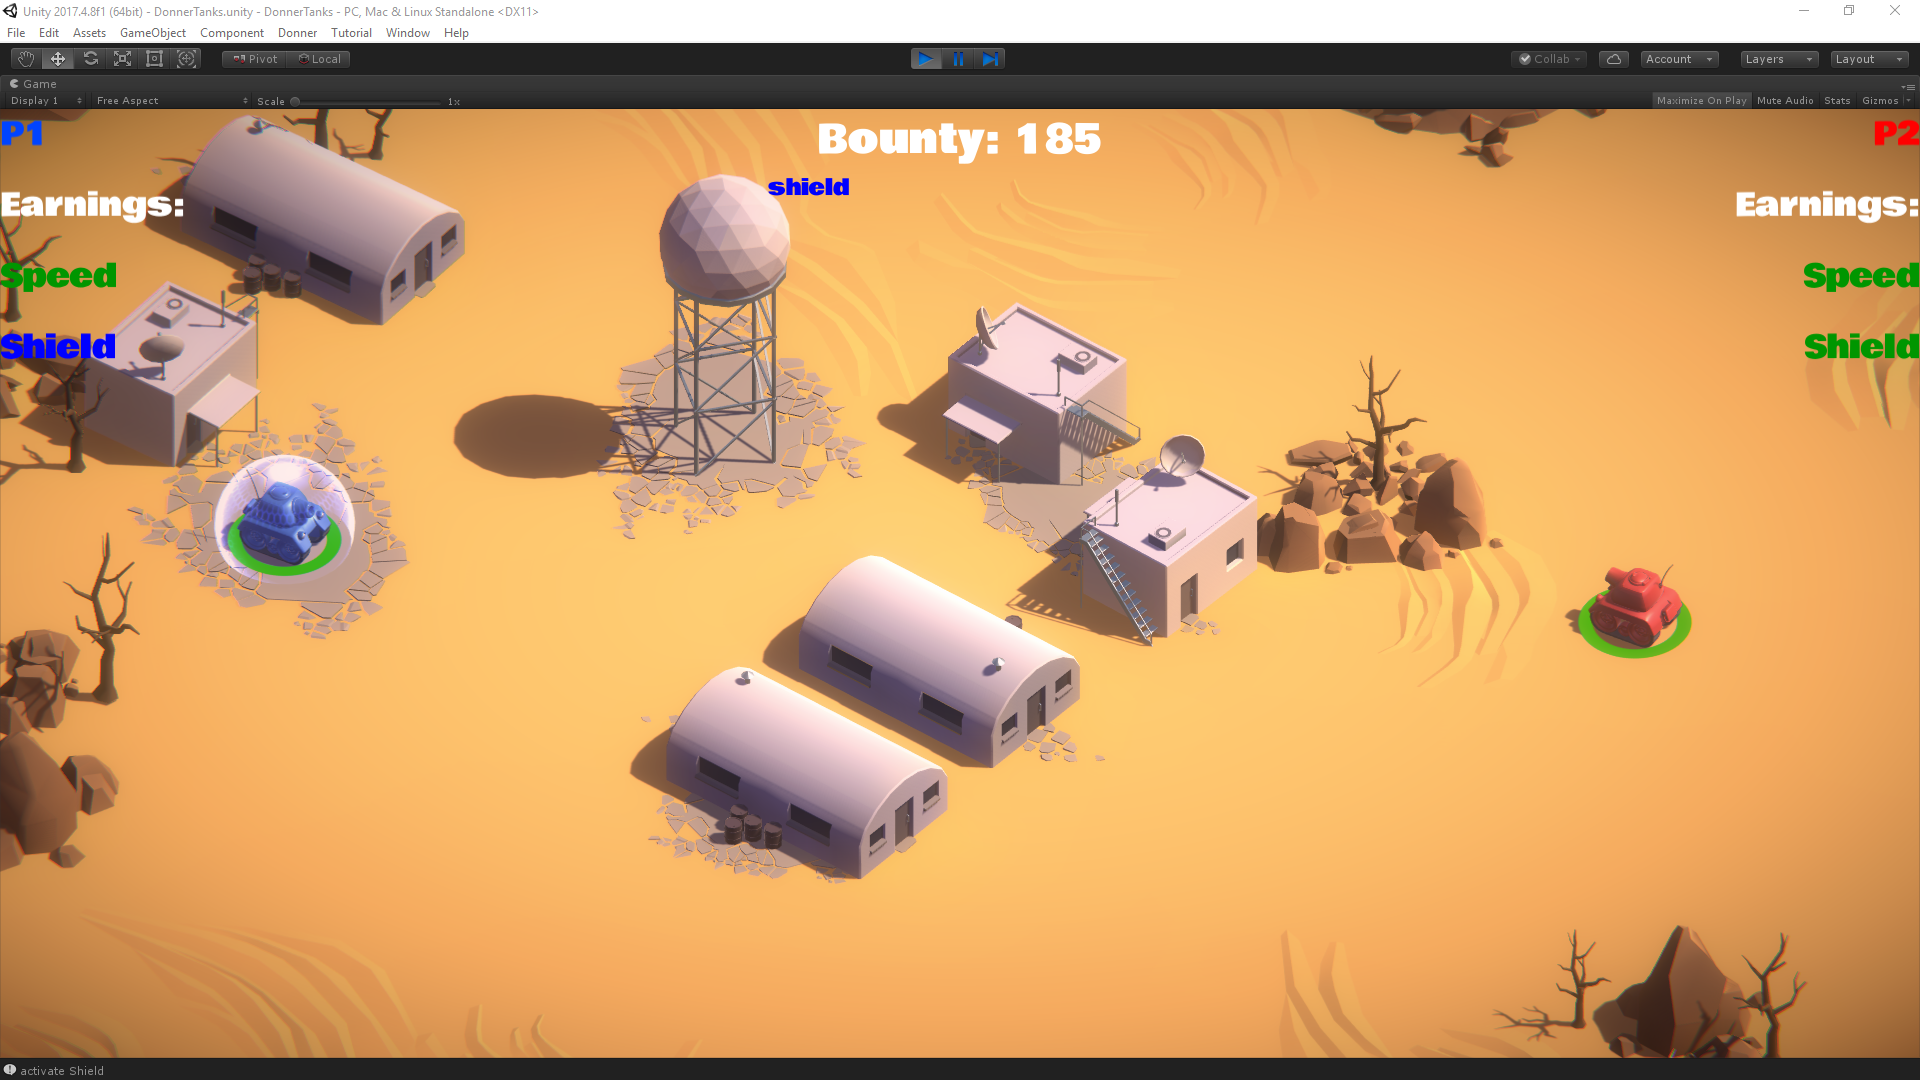 Unity 2017.4.8f1 (64bit) - DonnerTanks.unity - DonnerTanks - PC, Mac & Linux Standalone <DX11>
File Edit Assets GameObject Component Donner Tutorial Window Help
Pivot Local Collab Account Layers Layout
Game
Display 1 Free Aspect Scale 1x Maximize On Play Mute Audio Stats Gizmos
P1 Bounty: 185 P2
shield
Earnings: Earnings:
Speed Speed
Shield Shield
activate Shield